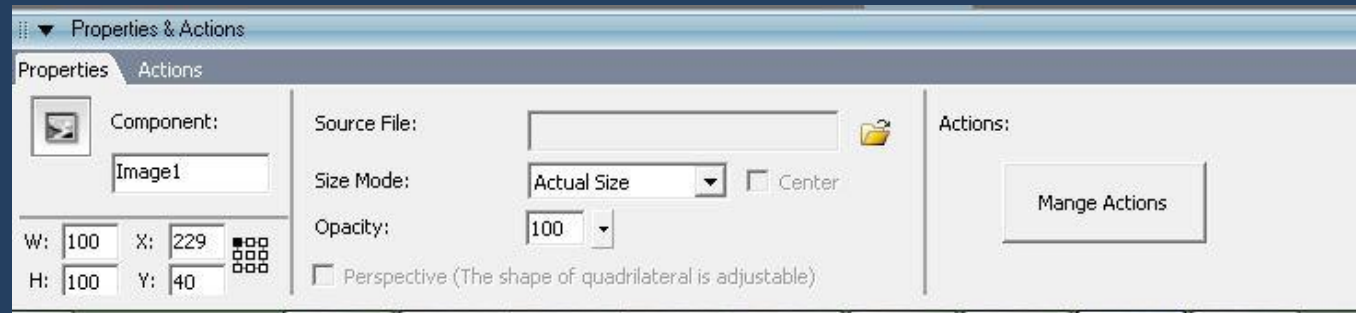 Properties & Actions
Properties Actions
Component:
Image1
W: 100 X: 229
H: 100 Y: 40
Source File:
Size Mode: Actual Size Center
Opacity: 100
Perspective (The shape of quadrilateral is adjustable)
Actions:
Mange Actions